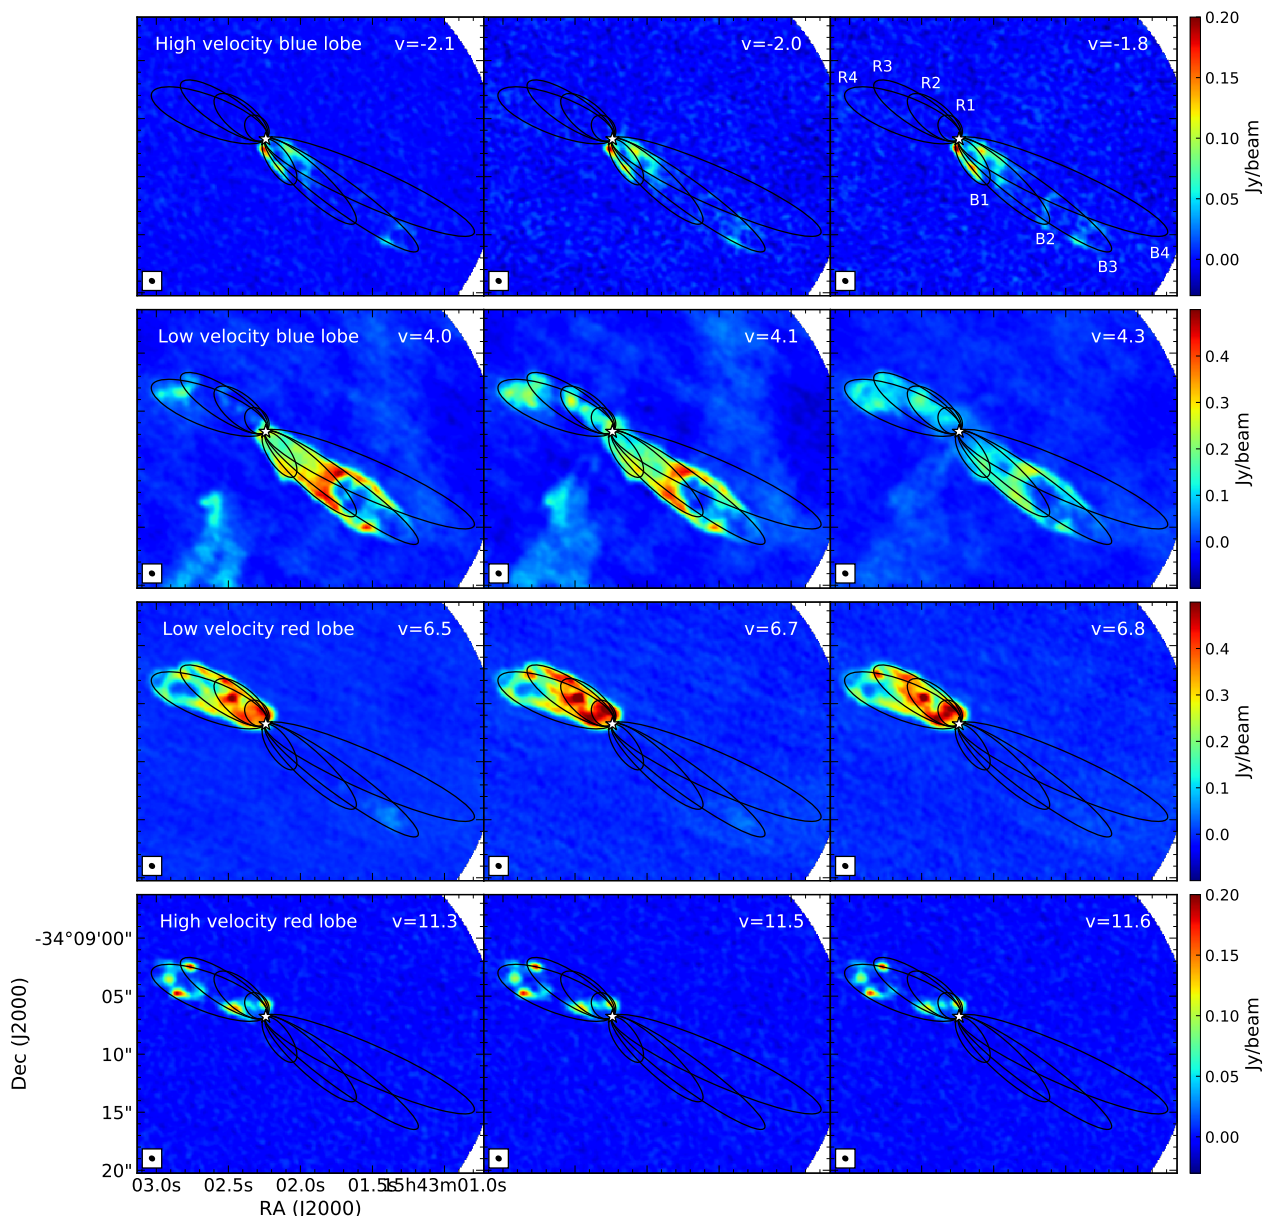 High velocity blue lobe v=-2.1 v=-2.0 v=-1.8 0.20
R4 R3 R2 R1
B1 B2 B3 B4
0.15
0.10
0.05
0.00
Jy/beam
Low velocity blue lobe v=4.0 v=4.1 v=4.3
0.4
0.3
0.2
0.1
0.0
Jy/beam
Low velocity red lobe v=6.5 v=6.7 v=6.8
0.4
0.3
0.2
0.1
0.0
Jy/beam
High velocity red lobe v=11.3 v=11.5 v=11.6 0.20
0.15
0.10
0.05
0.00
Jy/beam
-34°09'00"
05"
10"
15"
20"
Dec (J2000)
03.0s 02.5s 02.0s 01.5s 15h43m01.0s
RA (J2000)